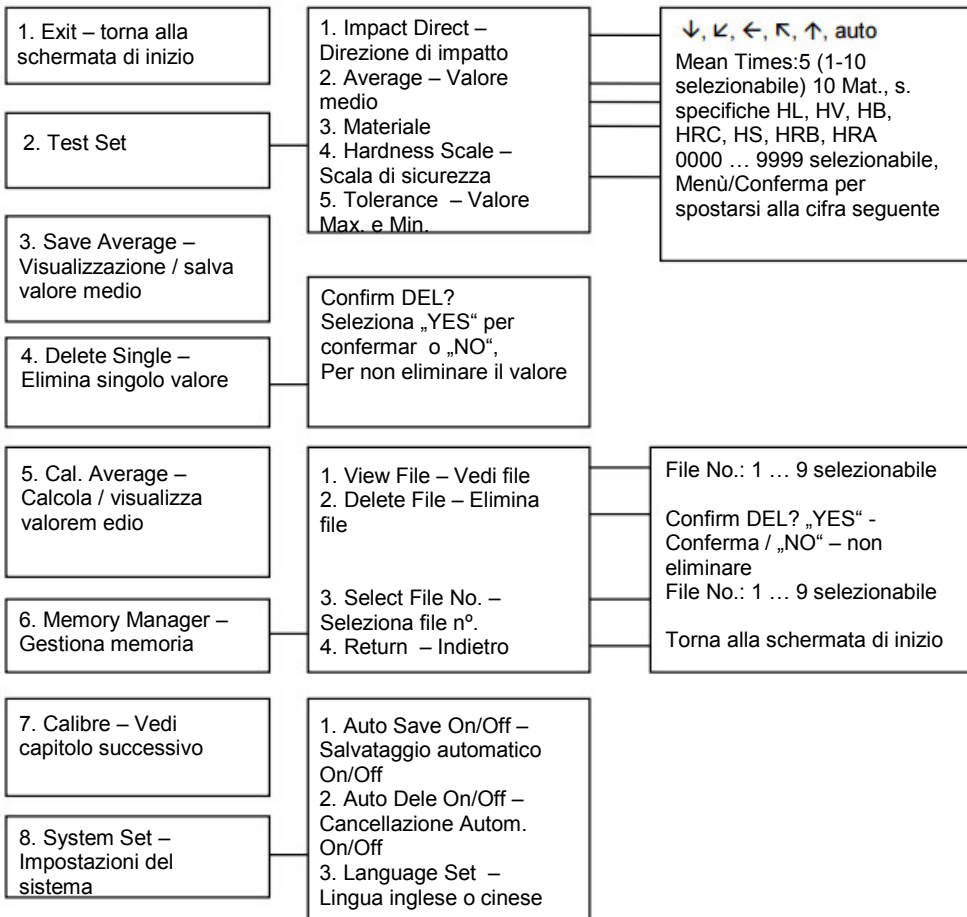 1. Exit – torna alla
schermata di inizio
2. Test Set
3. Save Average –
Visualizzazione / salva
valore medio
4. Delete Single –
Elimina singolo valore
5. Cal. Average –
Calcola / visualizza
valorem edio
6. Memory Manager –
Gestiona memoria
7. Calibre – Vedi
capitolo successivo
8. System Set –
Impostazioni del
sistema
1. Impact Direct –
Direzione di impatto
2. Average – Valore
medio
3. Materiale
4. Hardness Scale –
Scala di sicurezza
5. Tolerance – Valore
Max. e Min.
Confirm DEL?
Seleziona „YES“ per
confermar o „NO“,
Per non eliminare il valore
1. View File – Vedi file
2. Delete File – Elimina
file
3. Select File No. –
Seleziona file nº.
4. Return – Indietro
1. Auto Save On/Off –
Salvataggio automatico
On/Off
2. Auto Dele On/Off –
Cancellazione Autom.
On/Off
3. Language Set –
Lingua inglese o cinese
↓, ↙, ←, ↖, ↑, auto
Mean Times:5 (1-10
selezionabile) 10 Mat., s.
specifiche HL, HV, HB,
HRC, HS, HRB, HRA
0000 … 9999 selezionabile,
Menù/Conferma per
spostarsi alla cifra seguente
File No.: 1 … 9 selezionabile
Confirm DEL? „YES“ -
Conferma / „NO“ – non
eliminare
File No.: 1 … 9 selezionabile
Torna alla schermata di inizio